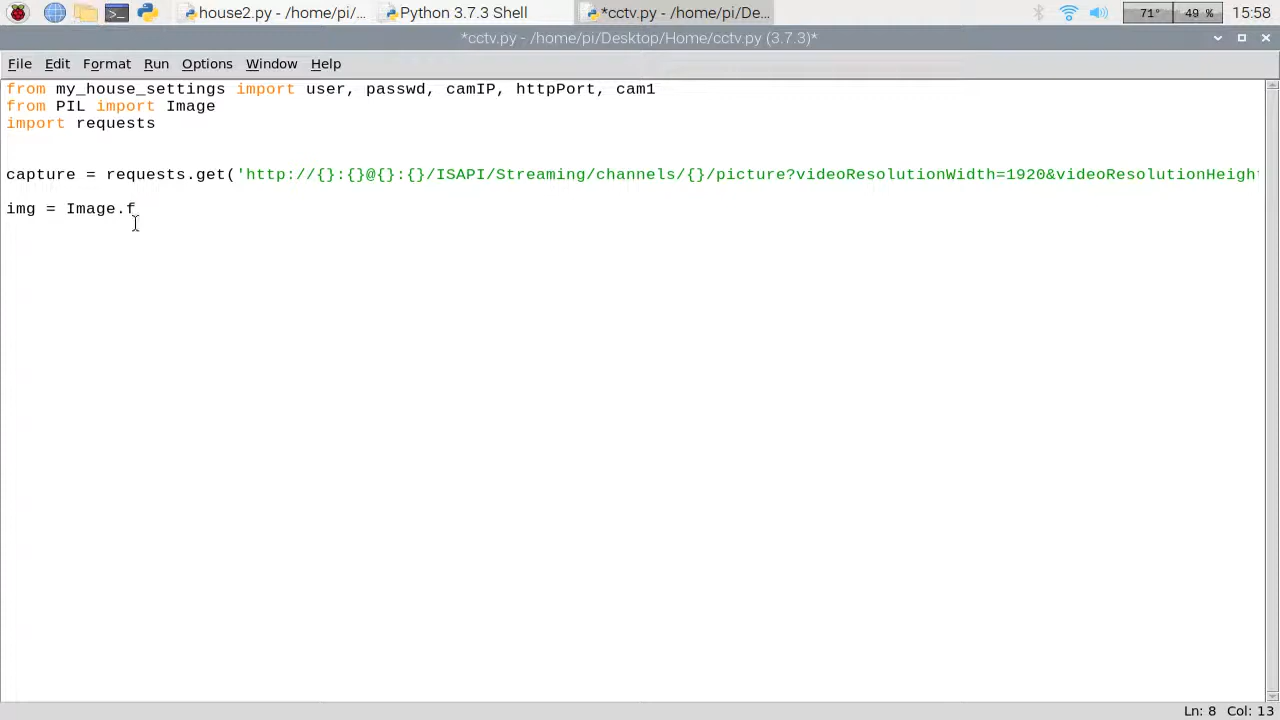 house2.py - /home/pi/... Python 3.7.3 Shell *cctv.py - /home/pi/De... 71° 49 % 15:58
*cctv.py - /home/pi/Desktop/Home/cctv.py (3.7.3)*
File Edit Format Run Options Window Help
from my_house_settings import user, passwd, camIP, httpPort, cam1
from PIL import Image
import requests
capture = requests.get('http://{}:{}@{}:{}/ISAPI/Streaming/channels/{}/picture?videoResolutionWidth=1920&videoResolutionHeight
img = Image.f
Ln: 8 Col: 13